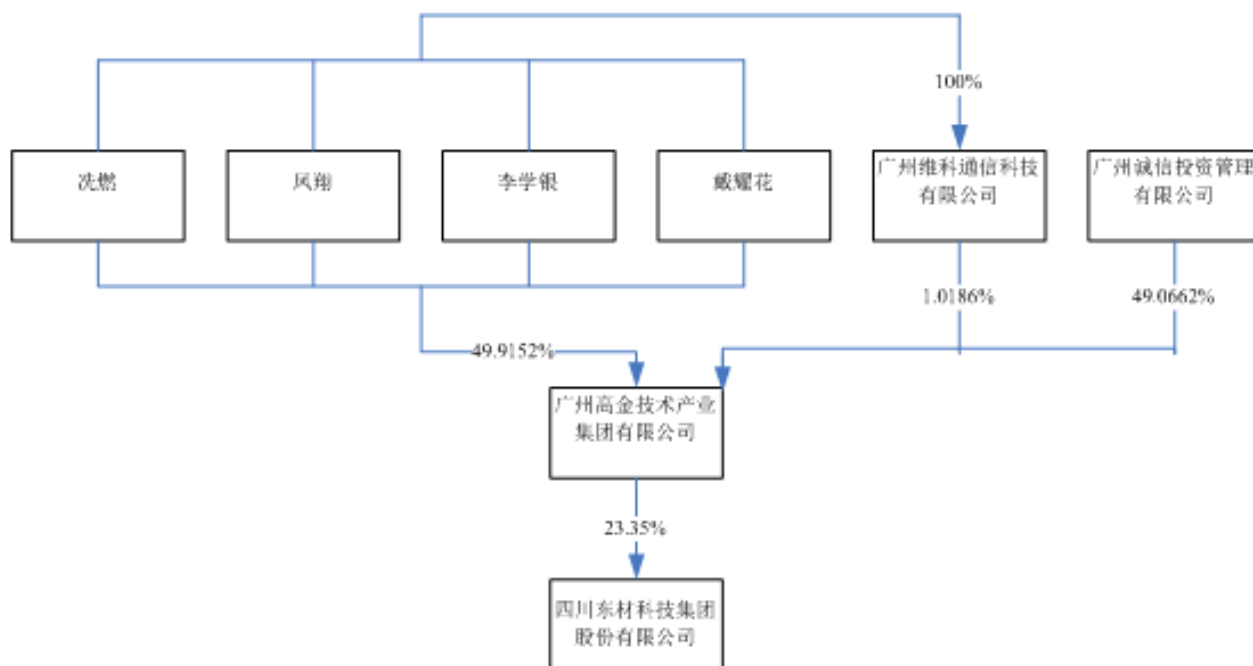 100%
冼燃
凤翔
李学银
戴耀花
广州维科通信科技
有限公司
广州诚信投资管理
有限公司
1.0186%
49.0662%
49.9152%
广州高金技术产业
集团有限公司
23.35%
四川东材科技集团
股份有限公司